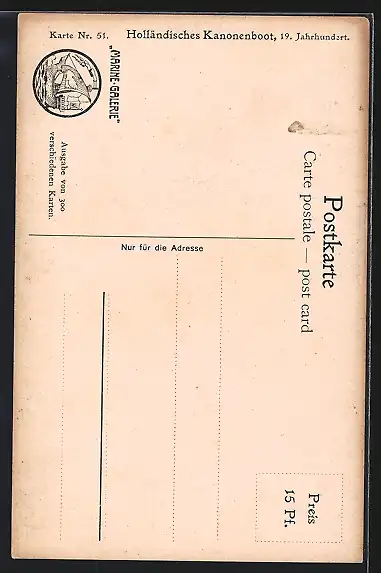 Karte Nr. 51. Holländisches Kanonenboot, 19. Jahrhundert.
„MARINE-GALERIE"
Ausgabe von 300
verschiedenen Karten.
Postkarte
Carte postale — post card
Nur für die Adresse
Preis
15 Pf.